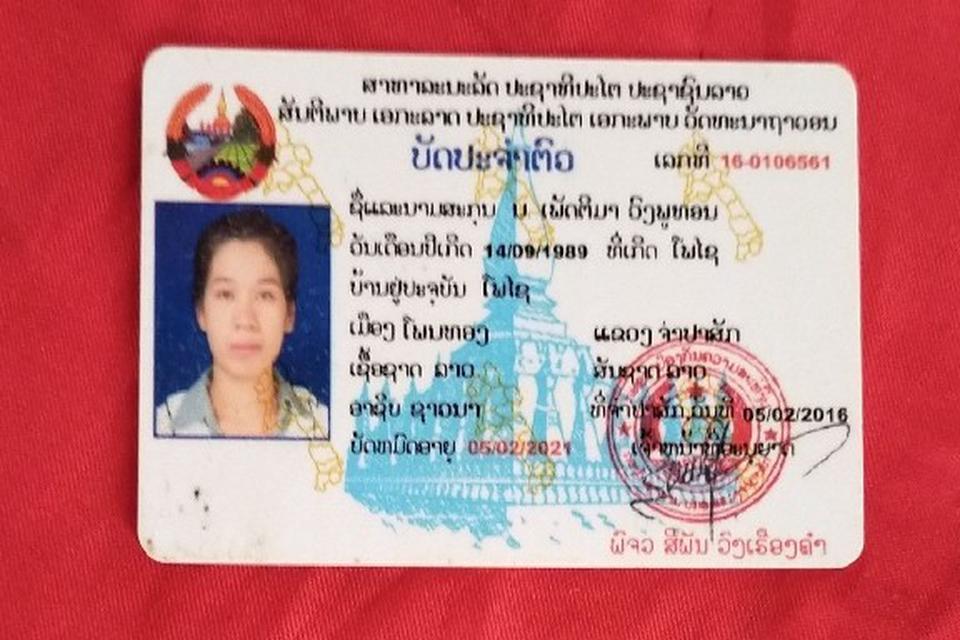 ສາທາລະນະລັດ ປະຊາທິປະໄຕ ປະຊາຊົນລາວ
ສັນຕິພາບ ເອກະລາດ ປະຊາທິປະໄຕ ເອກະພາບ ວັດທະນາຖາວອນ
ບັດປະຈຳຕົວ ເລກທີ 16-0106561
ຊື່ແລະນາມສະກຸນ ນ ເພັດຕິມາ ວົງພູທອນ
ວັນເດືອນປີເກີດ 14/09/1989 ທີ່ເກີດ ໂພໄຊ
ບ້ານຢູ່ປະຈຸບັນ ໂພໄຊ
ເມືອງ ໂພນທອງ ແຂວງ ຈຳປາສັກ
ເຊື້ອຊາດ ລາວ ສັນຊາດ ລາວ
ອາຊີບ ຊາວນາ ທີ່ຈຳປາສັກ,ວັນທີ 05/02/2016
ບັດຫມົດອາຍຸ 05/02/2021 ເຈົ້າຫນ້າທີ່ອະນຸຍາດ
ພົຈວ ສີພັນ ວົງເຮືອງຄຳ